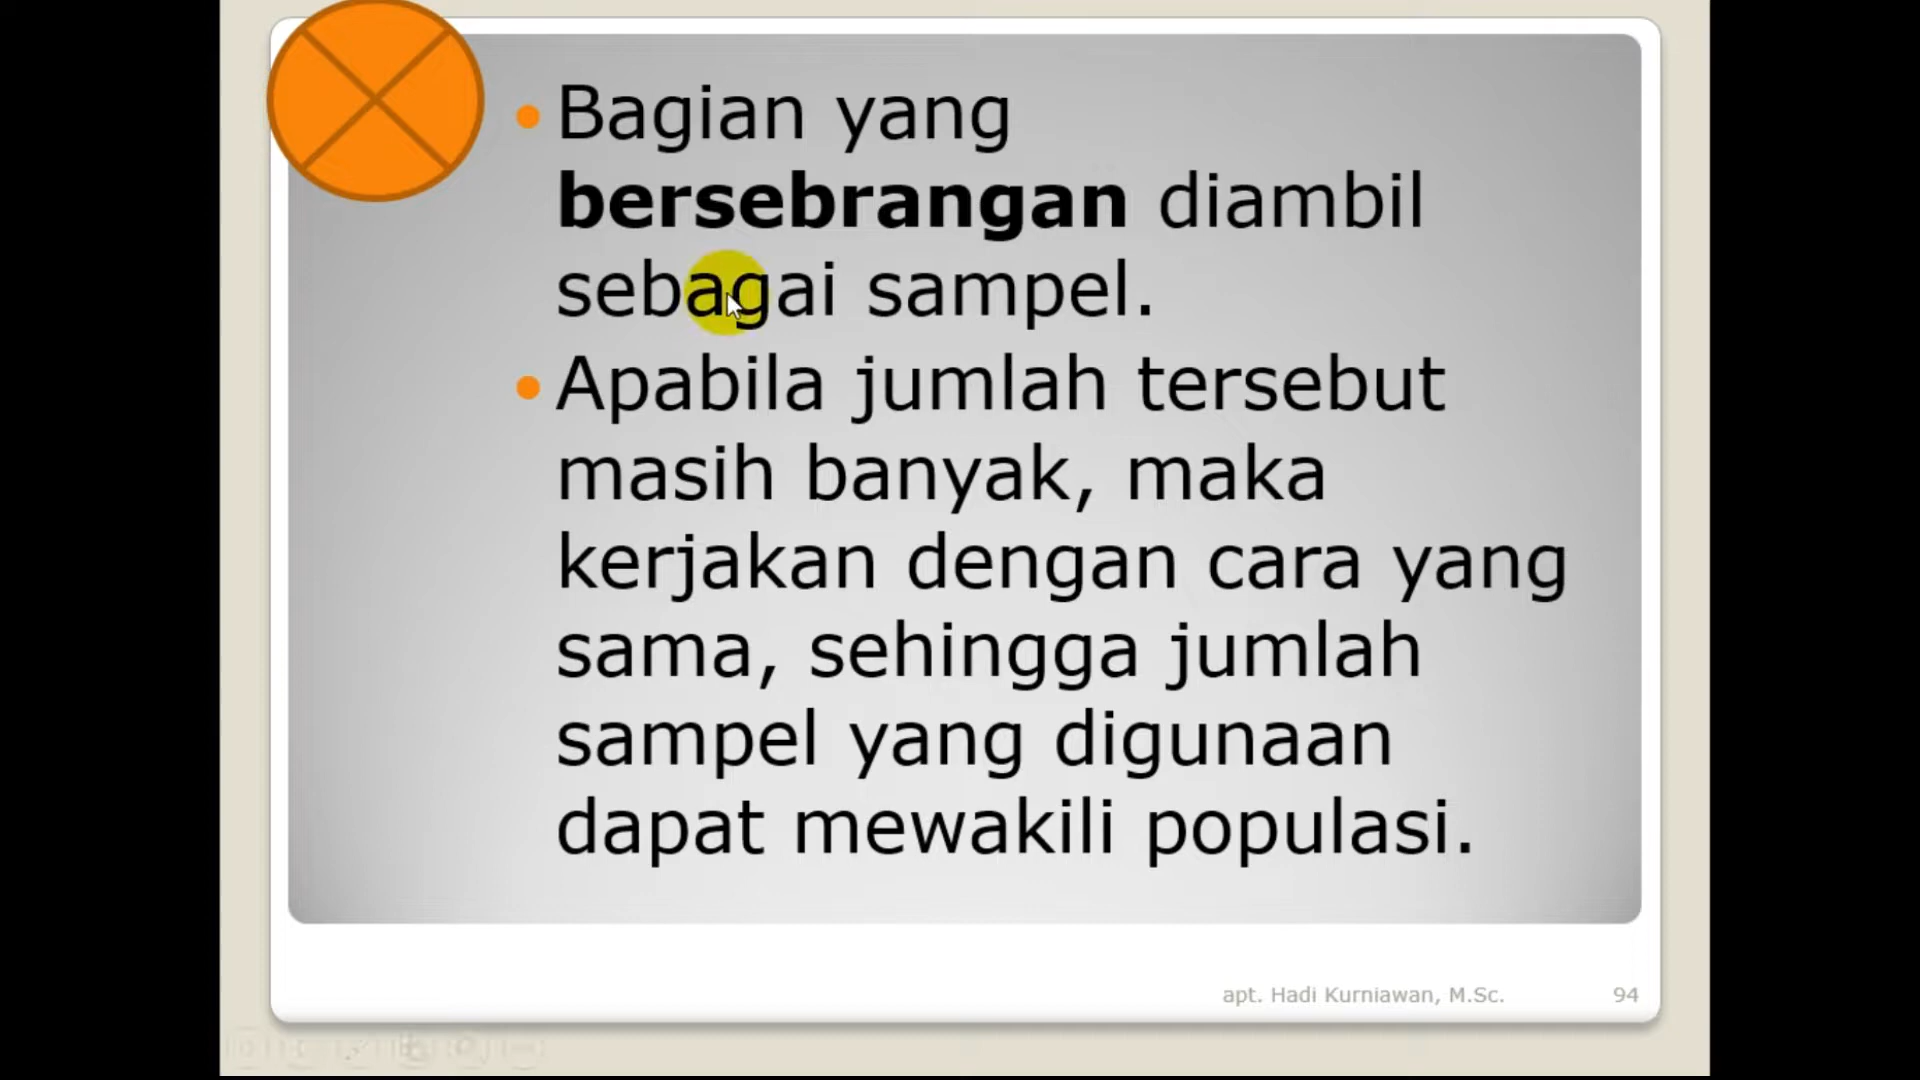 Bagian yang
bersebrangan diambil
sebagai sampel.
Apabila jumlah tersebut
masih banyak, maka
kerjakan dengan cara yang
sama, sehingga jumlah
sampel yang digunaan
dapat mewakili populasi.
apt. Hadi Kurniawan, M.Sc. 94